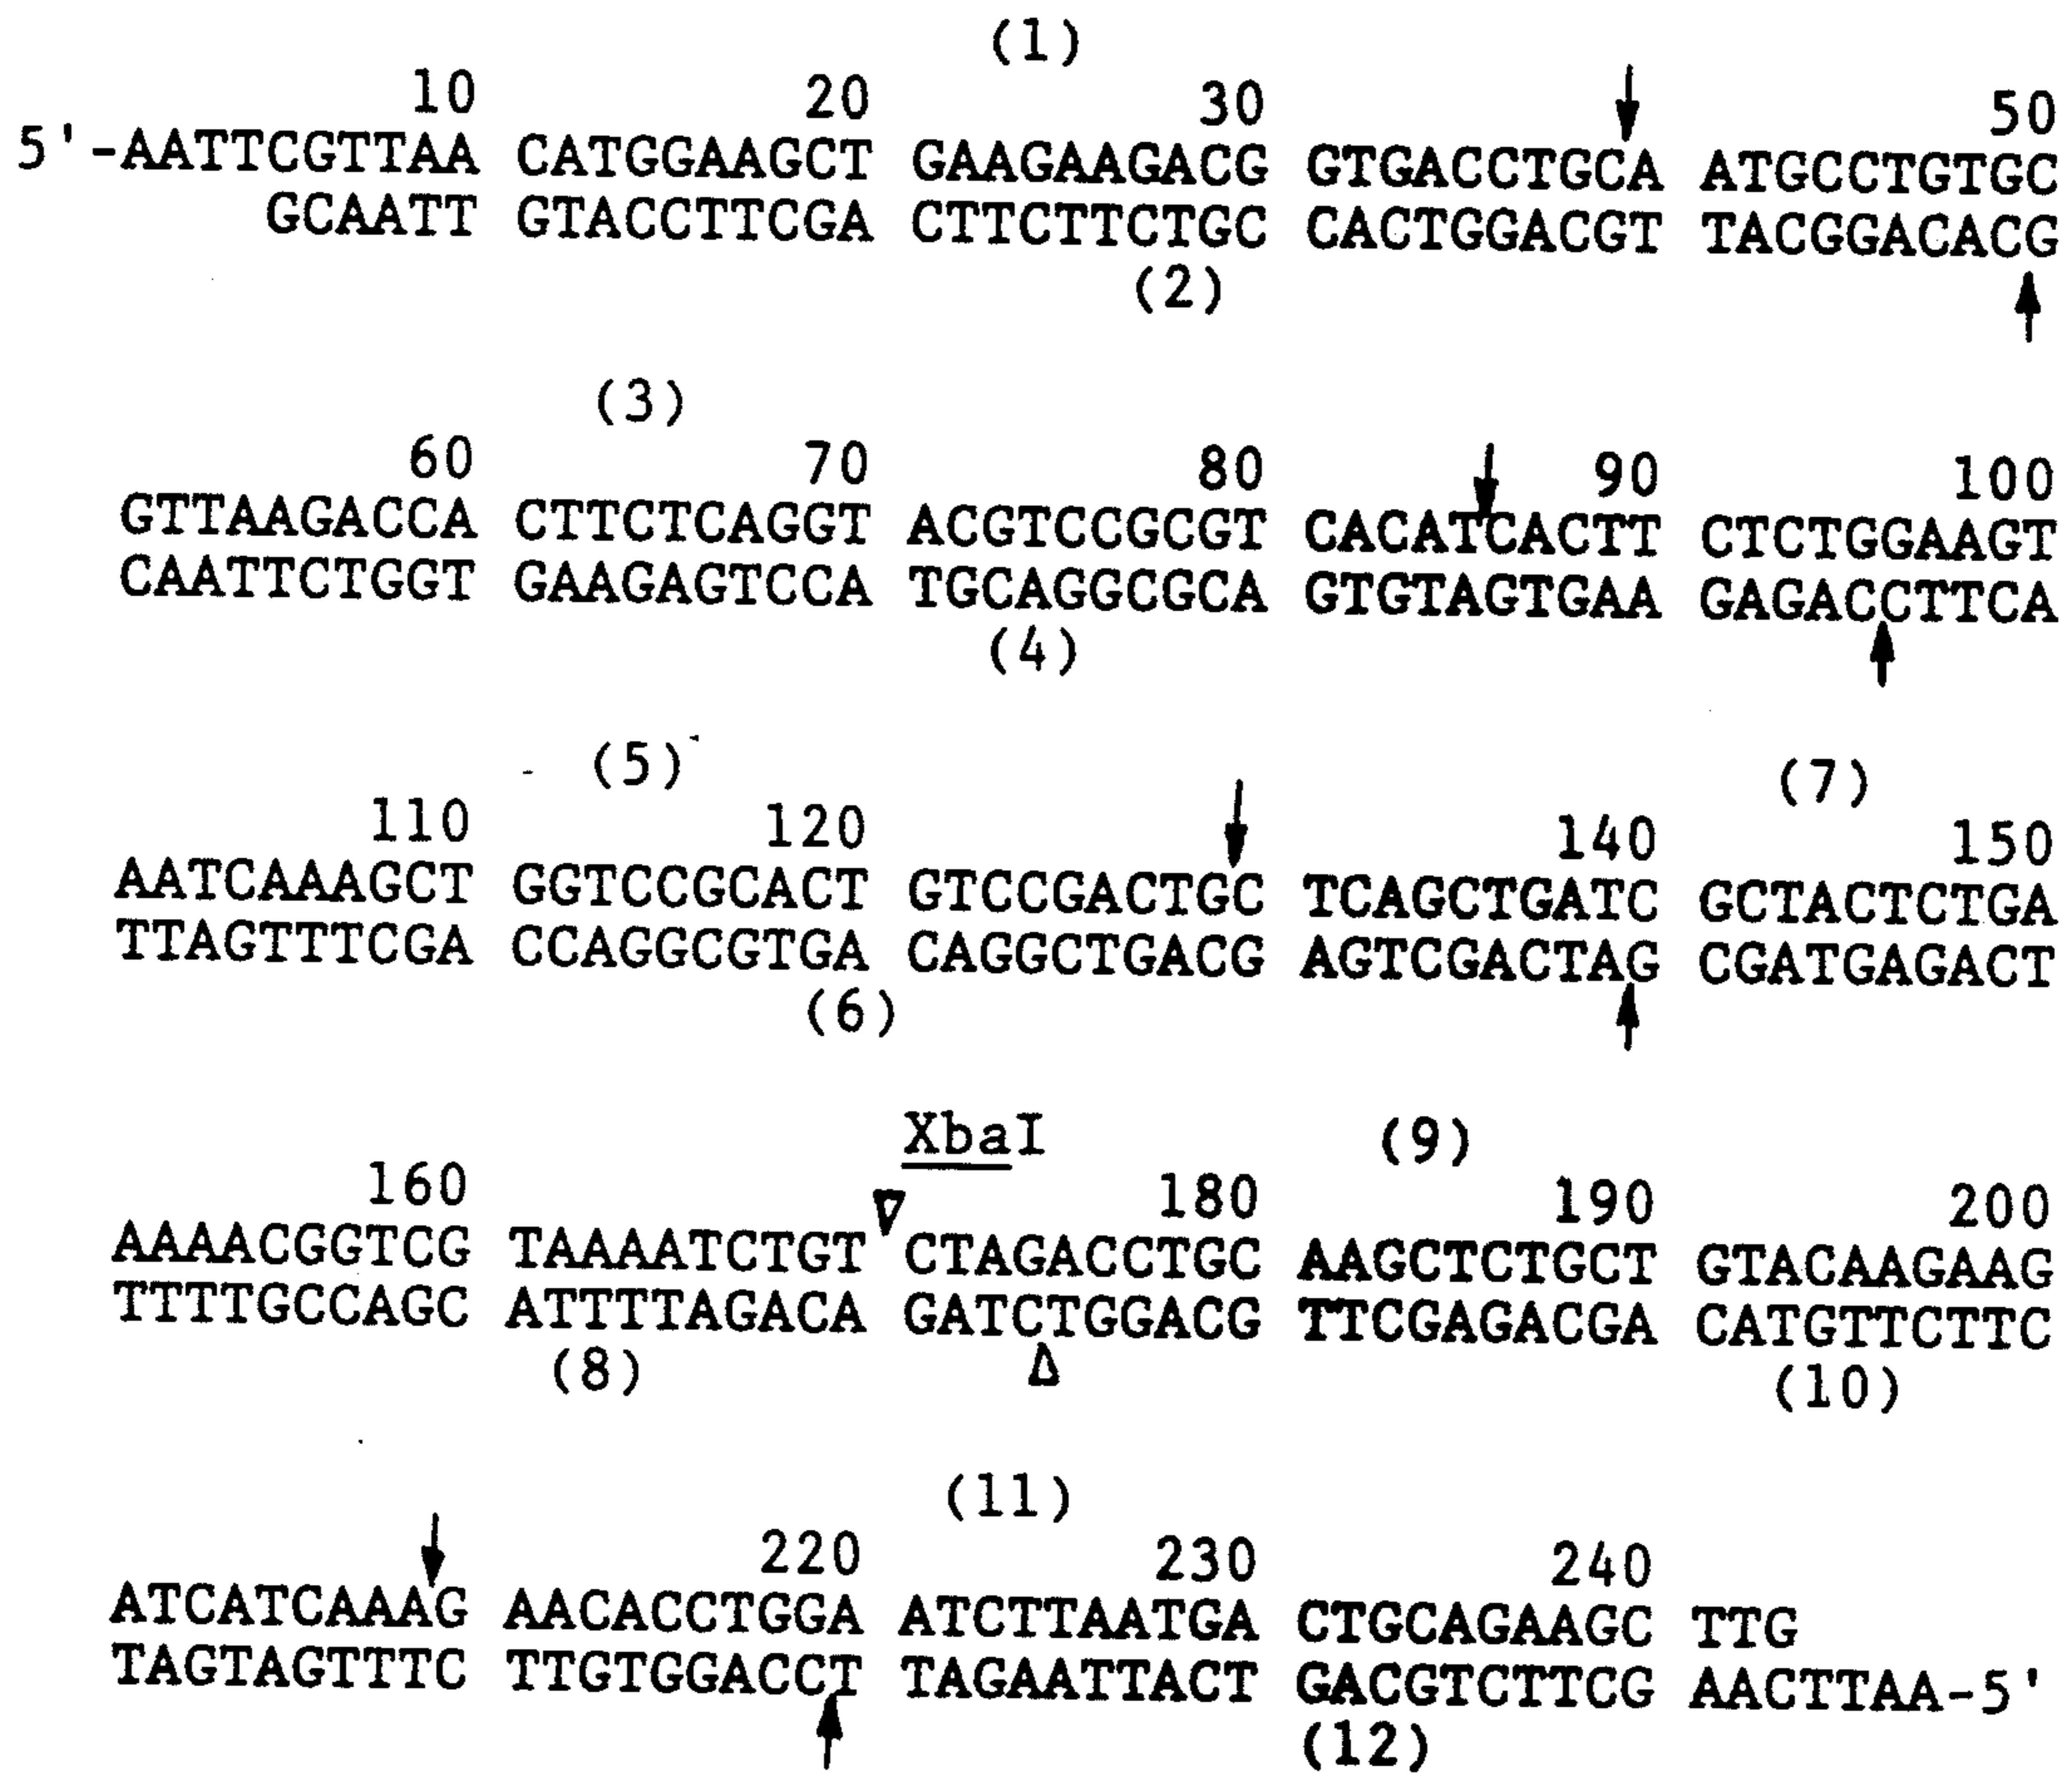 (1)
10 20 30 50
5'-AATTCGTTAA CATGGAAGCT GAAGAAGACG GTGACCTGCA ATGCCTGTGC
GCAATT GTACCTTCGA CTTCTTCTGC CACTGGACGT TACGGACACG
(2)
(3)
60 70 80 90 100
GTTAAGACCA CTTCTCAGGT ACGTCCGCGT CACATCACTT CTCTGGAAGT
CAATTCTGGT GAAGAGTCCA TGCAGGCGCA GTGTAGTGAA GAGACCTTCA
(4)
(5) (7)
110 120 140 150
AATCAAAGCT GGTCCGCACT GTCCGACTGC TCAGCTGATC GCTACTCTGA
TTAGTTTCGA CCAGGCGTGA CAGGCTGACG AGTCGACTAG CGATGAGACT
(6)
XbaI (9)
160 180 190 200
AAAACGGTCG TAAAATCTGT CTAGACCTGC AAGCTCTGCT GTACAAGAAG
TTTTGCCAGC ATTTTAGACA GATCTGGACG TTCGAGACGA CATGTTCTTC
(8) (10)
(11)
220 230 240
ATCATCAAAG AACACCTGGA ATCTTAATGA CTGCAGAAGC TTG
TAGTAGTTTC TTGTGGACCT TAGAATTACT GACGTCTTCG AACTTAA-5'
(12)